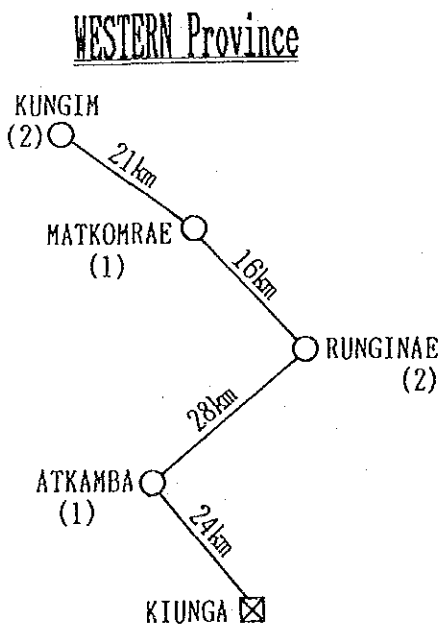 WESTERN Province
KUNGIM
(2)
21km
MATKOMRAE
(1)
16km
RUNGINAE
(2)
28km
ATKAMBA
(1)
24km
KIUNGA